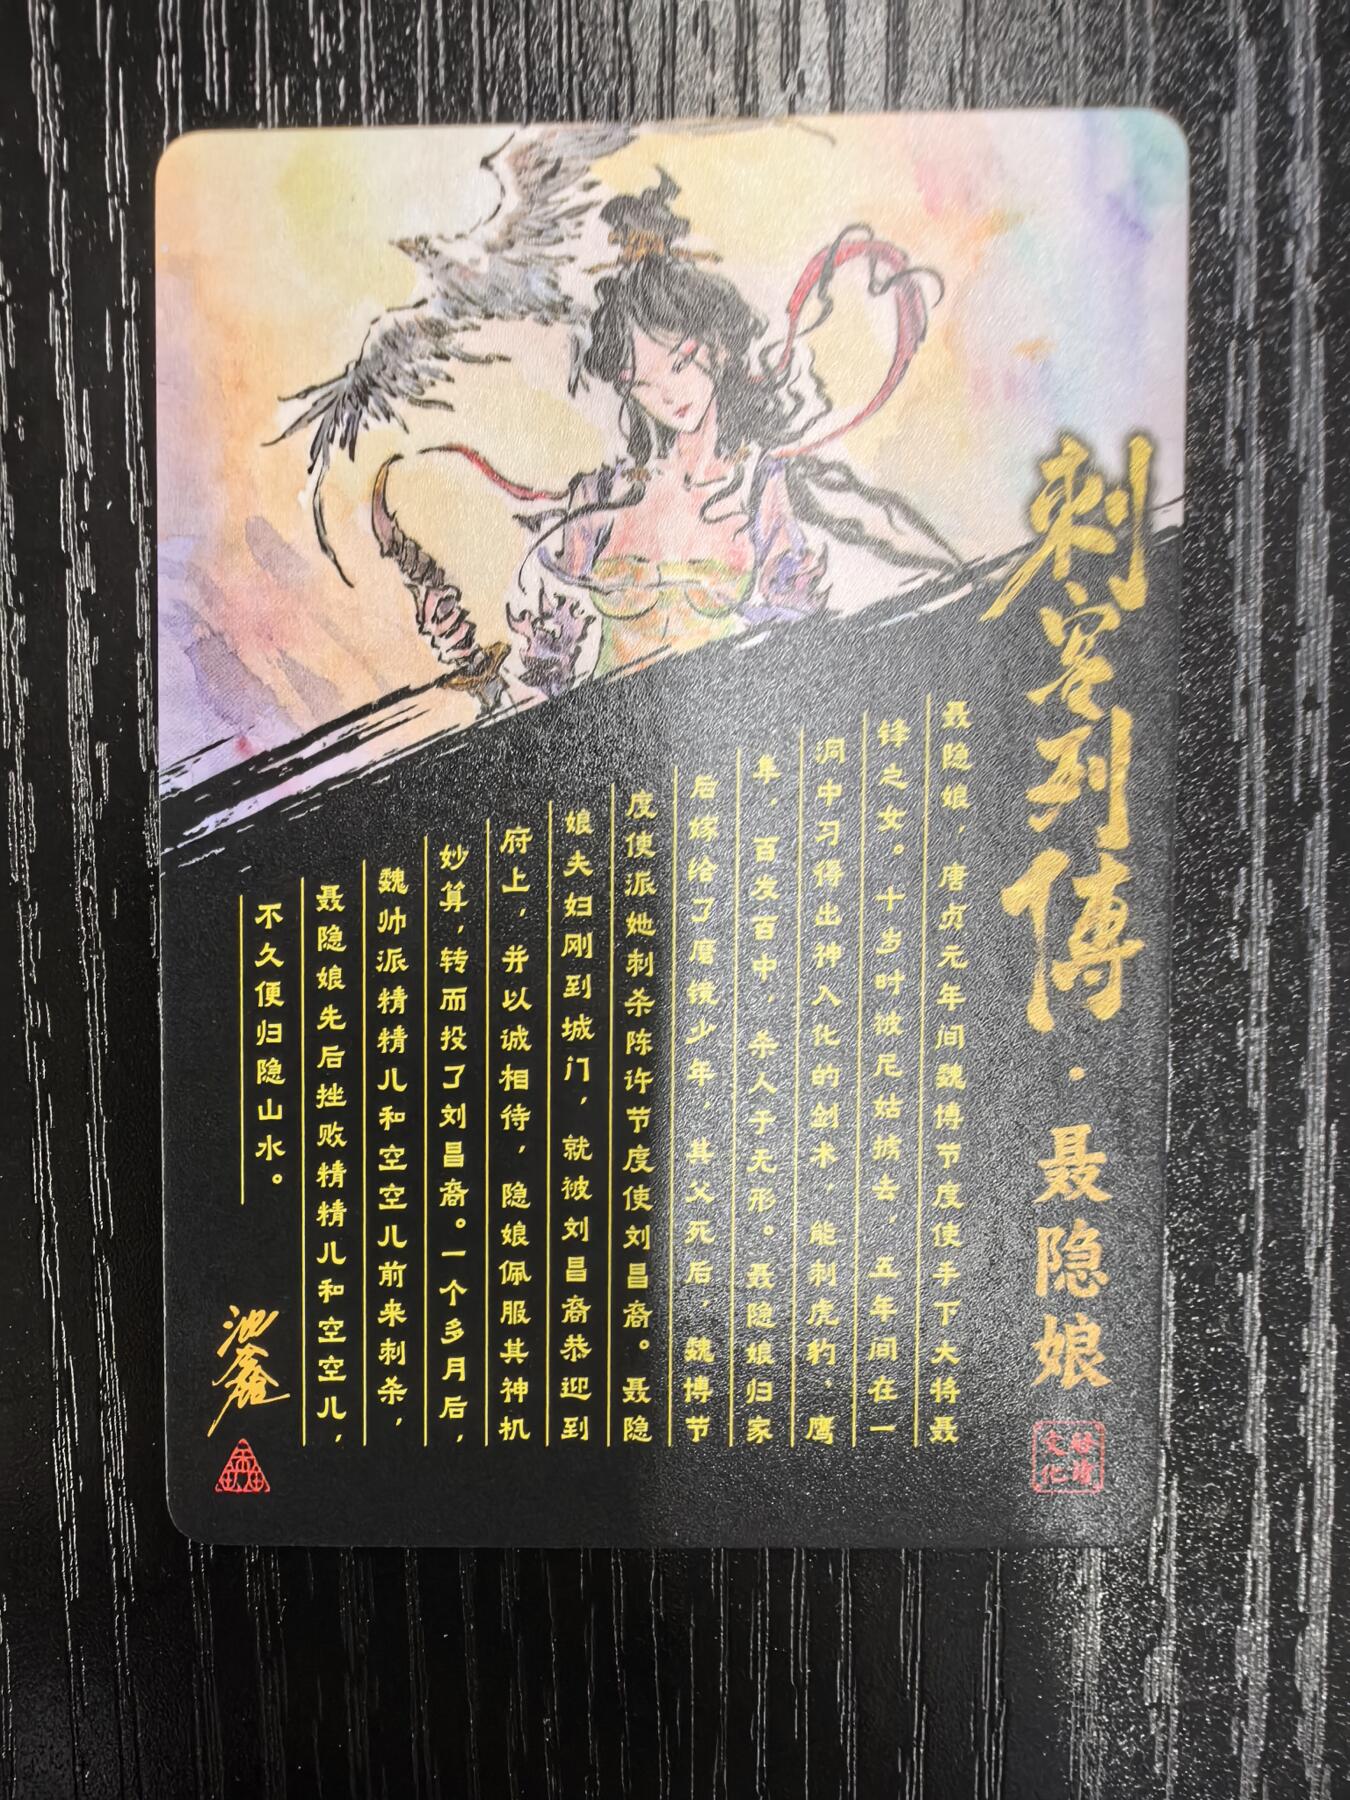 刺客列傳·聂隐娘
聂隐娘，唐贞元年间魏博节度使手下大将聂
锋之女。十岁时被尼姑掳去，五年间在一
洞中习得出神入化的剑术，能刺虎豹，鹰
隼，百发百中，杀人于无形。聂隐娘归家
后嫁给了磨镜少年，其父死后，魏博节
度使派她刺杀陈许节度使刘昌裔。聂隐
娘夫妇刚到城门，就被刘昌裔恭迎到
府上，并以诚相待，隐娘佩服其神机
妙算，转而投了刘昌裔。一个多月后，
魏帅派精精儿和空空儿前来刺杀，
聂隐娘先后挫败精精儿和空空儿，
不久便归隐山水。
文化